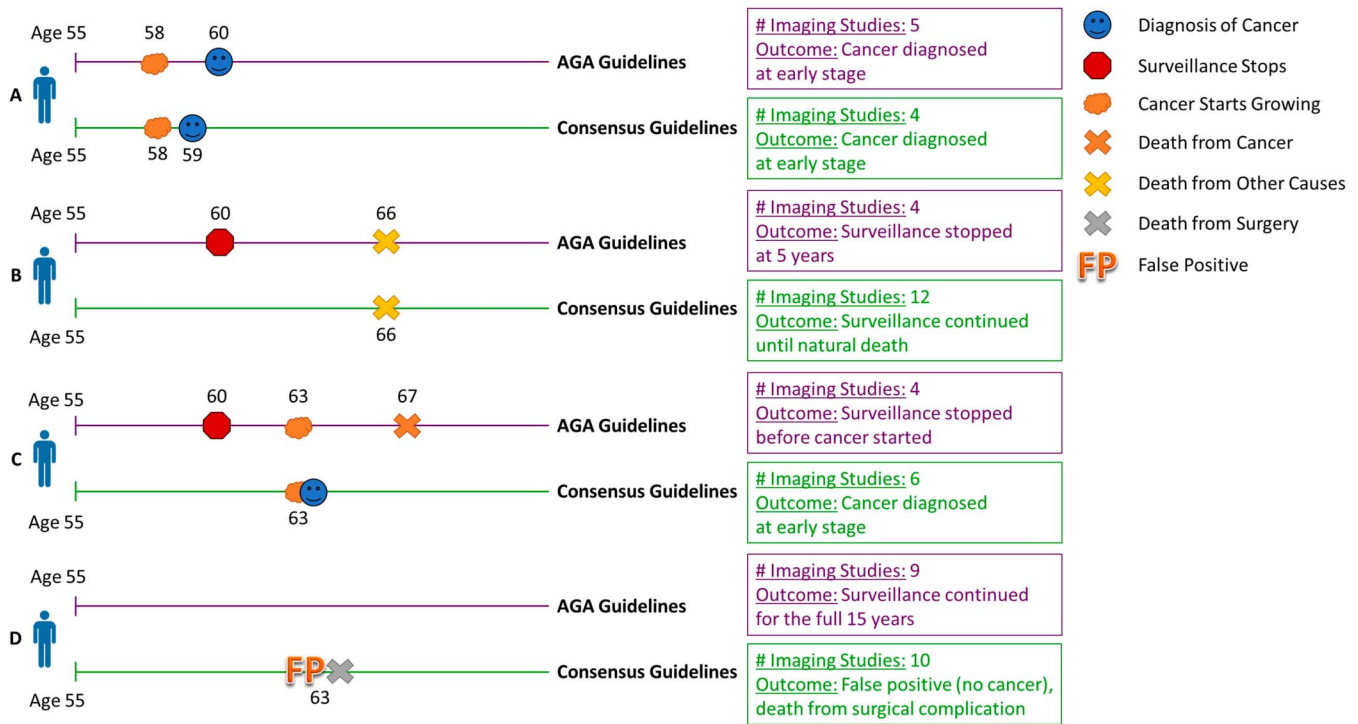 Age 55
58
60
AGA Guidelines
A
Consensus Guidelines
Age 55
58
59
# Imaging Studies: 5
Outcome: Cancer diagnosed
at early stage
# Imaging Studies: 4
Outcome: Cancer diagnosed
at early stage
Age 55
60
66
AGA Guidelines
B
Consensus Guidelines
Age 55
66
# Imaging Studies: 4
Outcome: Surveillance stopped
at 5 years
# Imaging Studies: 12
Outcome: Surveillance continued
until natural death
Age 55
60
63
67
AGA Guidelines
C
Consensus Guidelines
Age 55
63
# Imaging Studies: 4
Outcome: Surveillance stopped
before cancer started
# Imaging Studies: 6
Outcome: Cancer diagnosed
at early stage
Age 55
AGA Guidelines
D
FP
Consensus Guidelines
Age 55
63
# Imaging Studies: 9
Outcome: Surveillance continued
for the full 15 years
# Imaging Studies: 10
Outcome: False positive (no cancer),
death from surgical complication
Diagnosis of Cancer
Surveillance Stops
Cancer Starts Growing
Death from Cancer
Death from Other Causes
Death from Surgery
FP False Positive